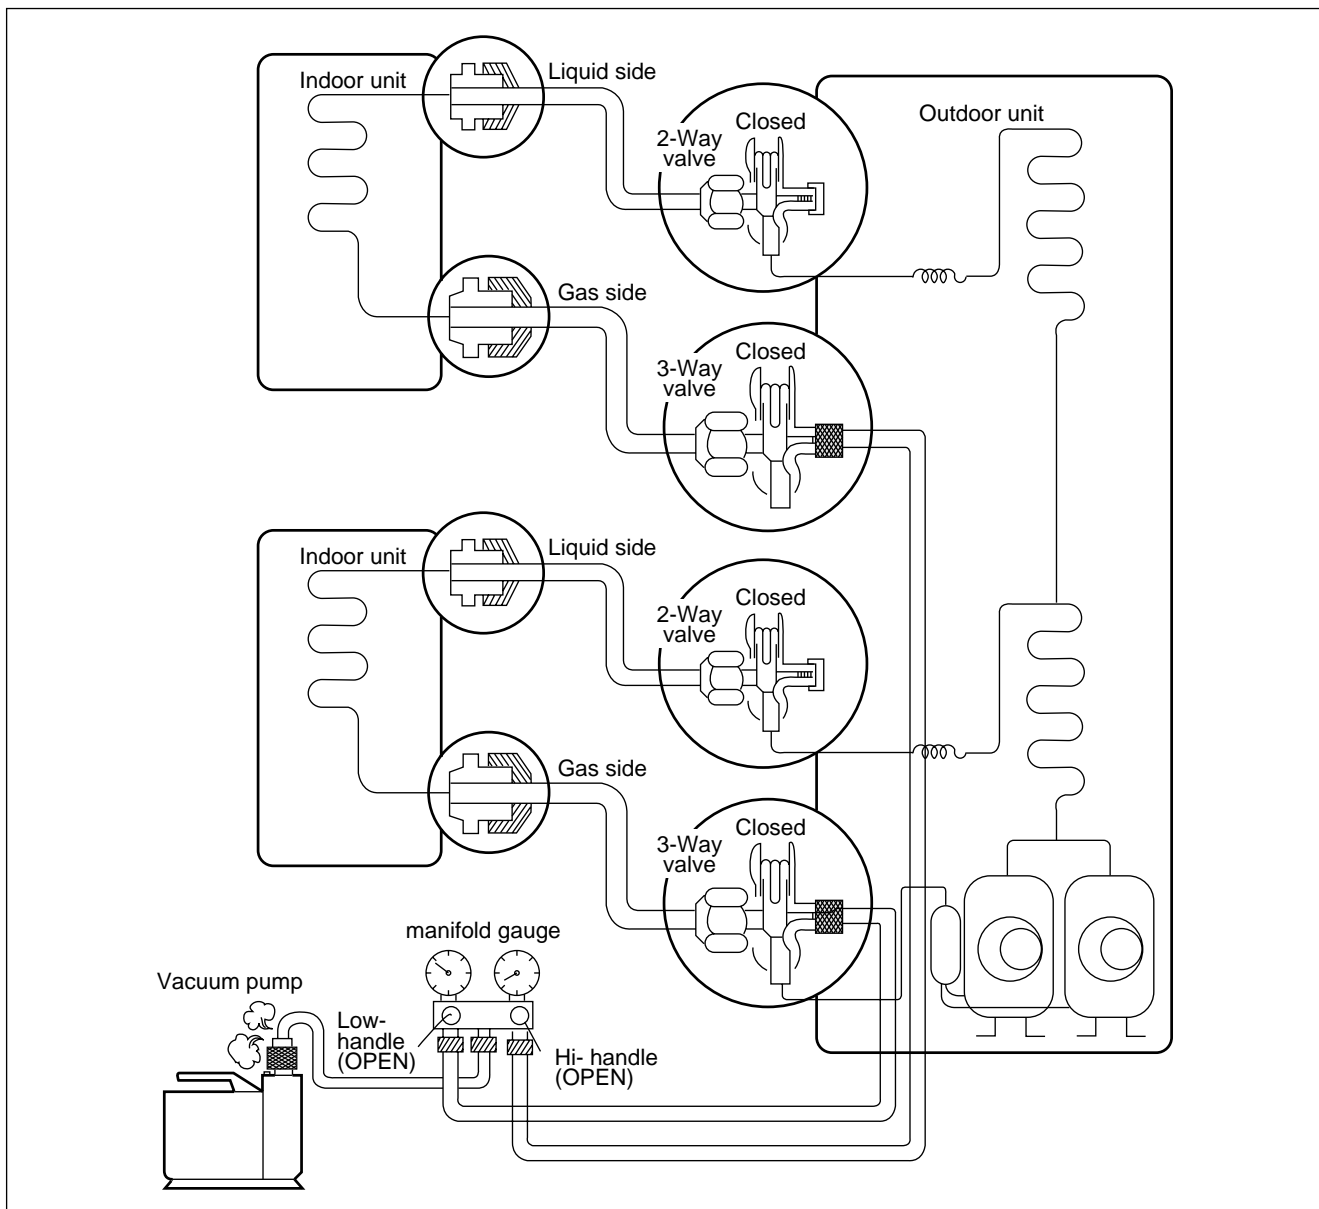 Indoor unit
Liquid side
2-Way
valve
Closed
Outdoor unit
Gas side
3-Way
valve
Closed
Indoor unit
Liquid side
2-Way
valve
Closed
Gas side
3-Way
valve
Closed
manifold gauge
Vacuum pump
Low-
handle
(OPEN)
Hi- handle
(OPEN)